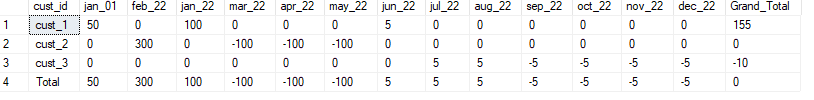 cust_id jan_01 feb_22 jan_22 mar_22 apr_22 may_22 jun_22 jul_22 aug_22 sep_22 oct_22 nov_22 dec_22 Grand_Total
1 cust_1 50 0 100 0 0 0 5 0 0 0 0 0 0 155
2 cust_2 0 300 0 -100 -100 -100 0 0 0 0 0 0 0 0
3 cust_3 0 0 0 0 0 0 0 5 5 -5 -5 -5 -5 -10
4 Total 50 300 100 -100 -100 -100 5 5 5 -5 -5 -5 -5 0